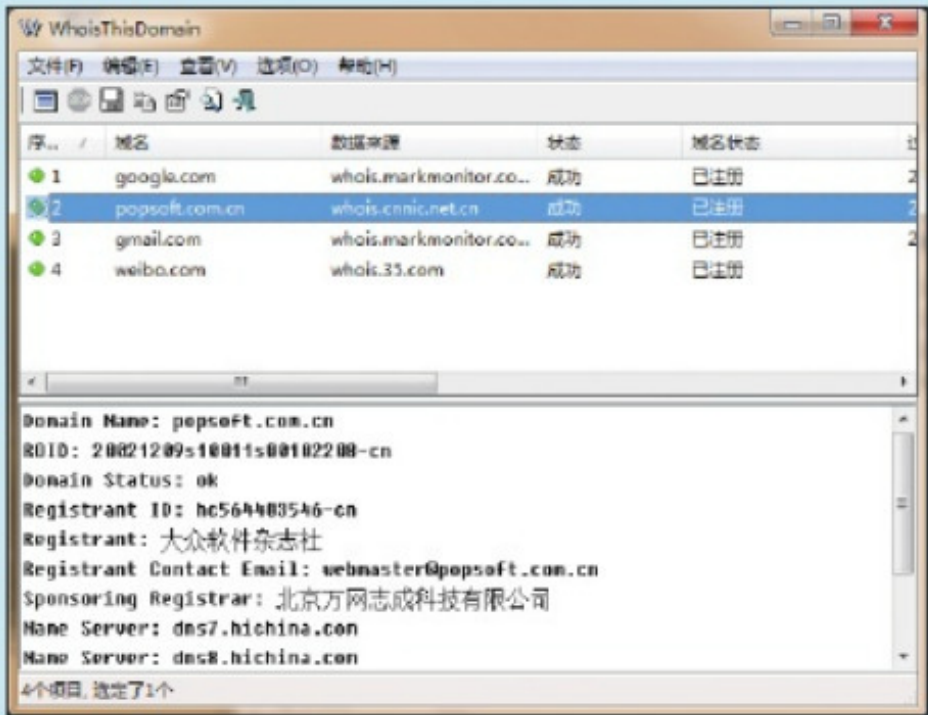 WhoisThisDomain
文件(F) 编辑(E) 查看(V) 选项(O) 帮助(H)
序... / 域名 数据来源 状态 域名状态
1 google.com whois.markmonitor.co... 成功 已注册 2
2 popsoft.com.cn whois.cnnic.net.cn 成功 已注册 2
3 gmail.com whois.markmonitor.co... 成功 已注册 2
4 weibo.com whois.35.com 成功 已注册
Domain Name: popsoft.com.cn
ROID: 20021209s10011s00102208-cn
Domain Status: ok
Registrant ID: hc564403546-cn
Registrant: 大众软件杂志社
Registrant Contact Email: webmaster@popsoft.com.cn
Sponsoring Registrar: 北京万网志成科技有限公司
Name Server: dns7.hichina.com
Name Server: dns8.hichina.com
4个项目, 选定了1个